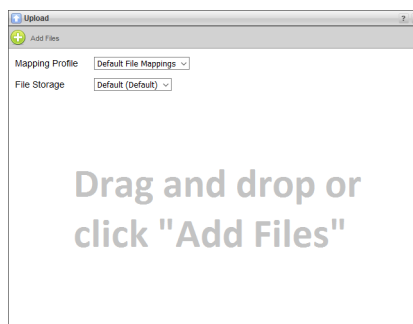 Upload ?
Add Files
Mapping Profile Default File Mappings
File Storage Default (Default)
Drag and drop or
click "Add Files"